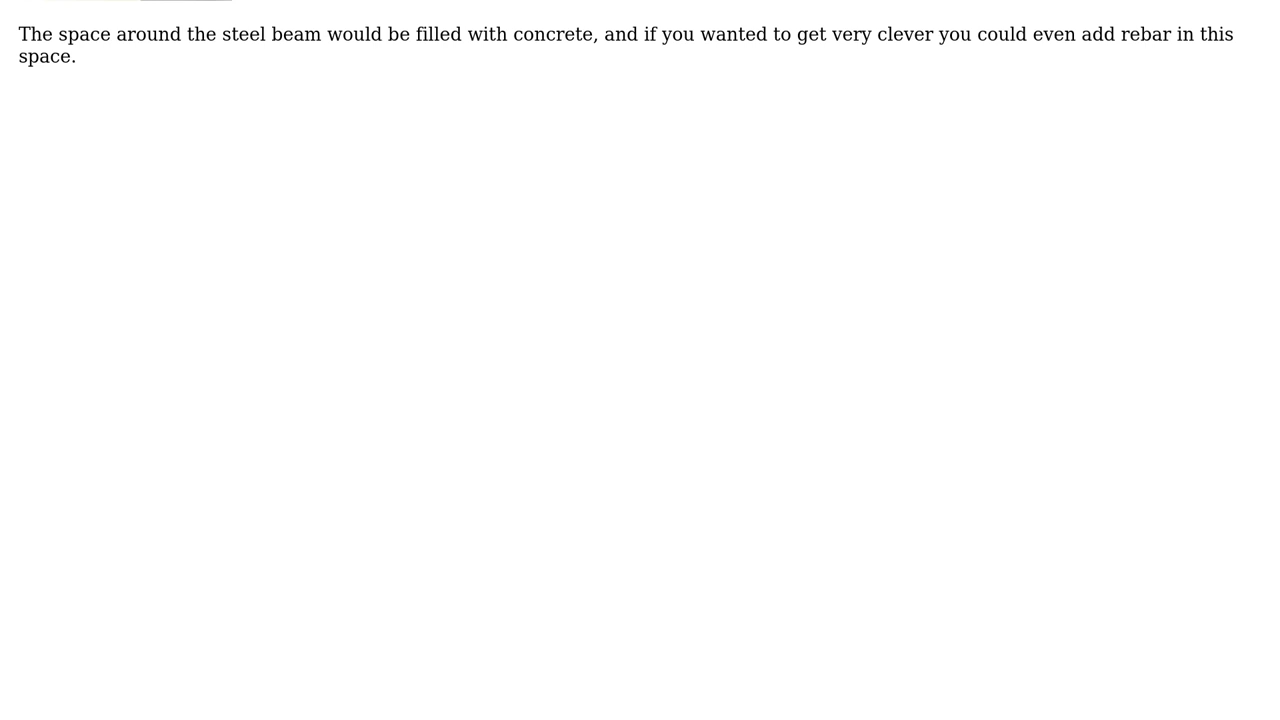 The space around the steel beam would be filled with concrete, and if you wanted to get very clever you could even add rebar in this
space.